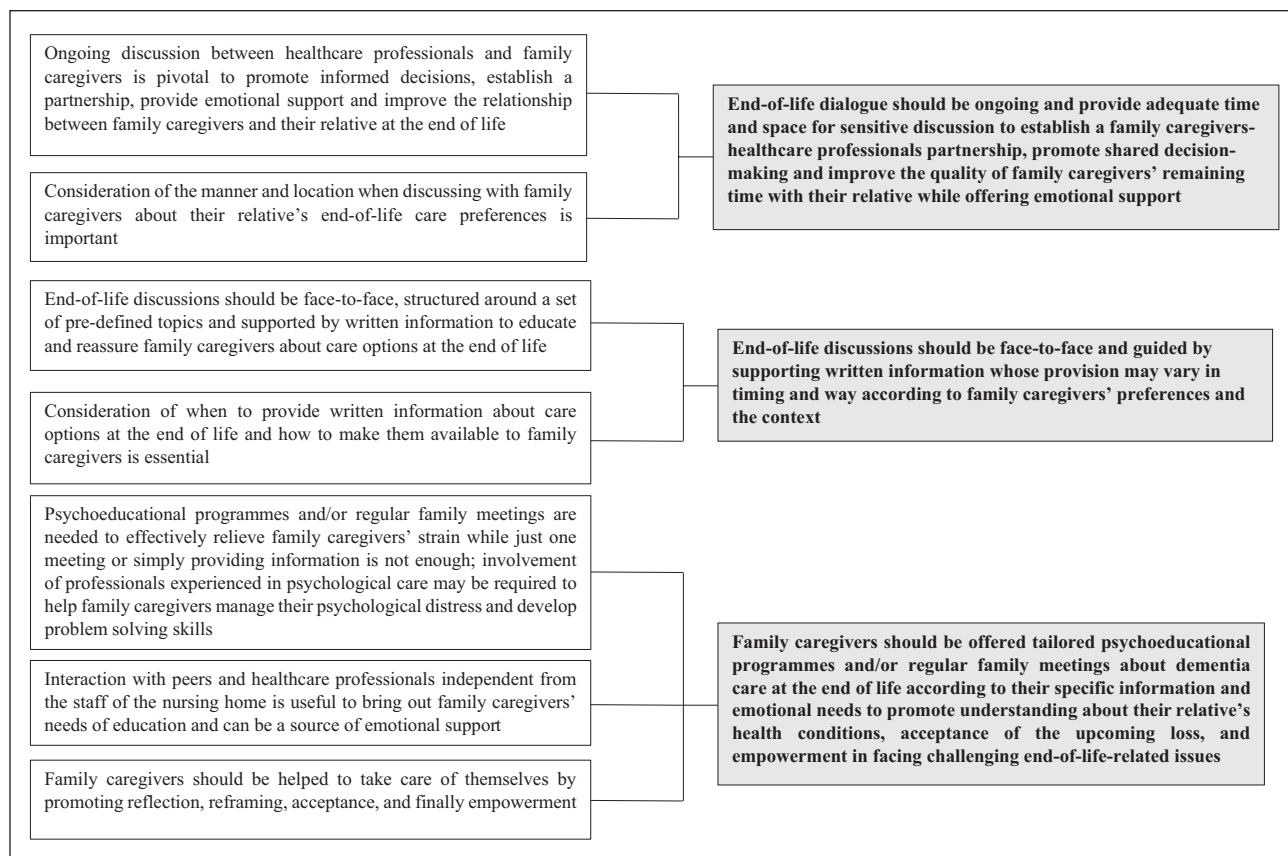 Ongoing discussion between healthcare professionals and family
caregivers is pivotal to promote informed decisions, establish a
partnership, provide emotional support and improve the relationship
between family caregivers and their relative at the end of life
Consideration of the manner and location when discussing with family
caregivers about their relative’s end-of-life care preferences is
important
End-of-life dialogue should be ongoing and provide adequate time
and space for sensitive discussion to establish a family caregivers-
healthcare professionals partnership, promote shared decision-
making and improve the quality of family caregivers’ remaining
time with their relative while offering emotional support
End-of-life discussions should be face-to-face, structured around a set
of pre-defined topics and supported by written information to educate
and reassure family caregivers about care options at the end of life
Consideration of when to provide written information about care
options at the end of life and how to make them available to family
caregivers is essential
End-of-life discussions should be face-to-face and guided by
supporting written information whose provision may vary in
timing and way according to family caregivers’ preferences and
the context
Psychoeducational programmes and/or regular family meetings are
needed to effectively relieve family caregivers’ strain while just one
meeting or simply providing information is not enough; involvement
of professionals experienced in psychological care may be required to
help family caregivers manage their psychological distress and develop
problem solving skills
Interaction with peers and healthcare professionals independent from
the staff of the nursing home is useful to bring out family caregivers’
needs of education and can be a source of emotional support
Family caregivers should be helped to take care of themselves by
promoting reflection, reframing, acceptance, and finally empowerment
Family caregivers should be offered tailored psychoeducational
programmes and/or regular family meetings about dementia
care at the end of life according to their specific information and
emotional needs to promote understanding about their relative’s
health conditions, acceptance of the upcoming loss, and
empowerment in facing challenging end-of-life-related issues